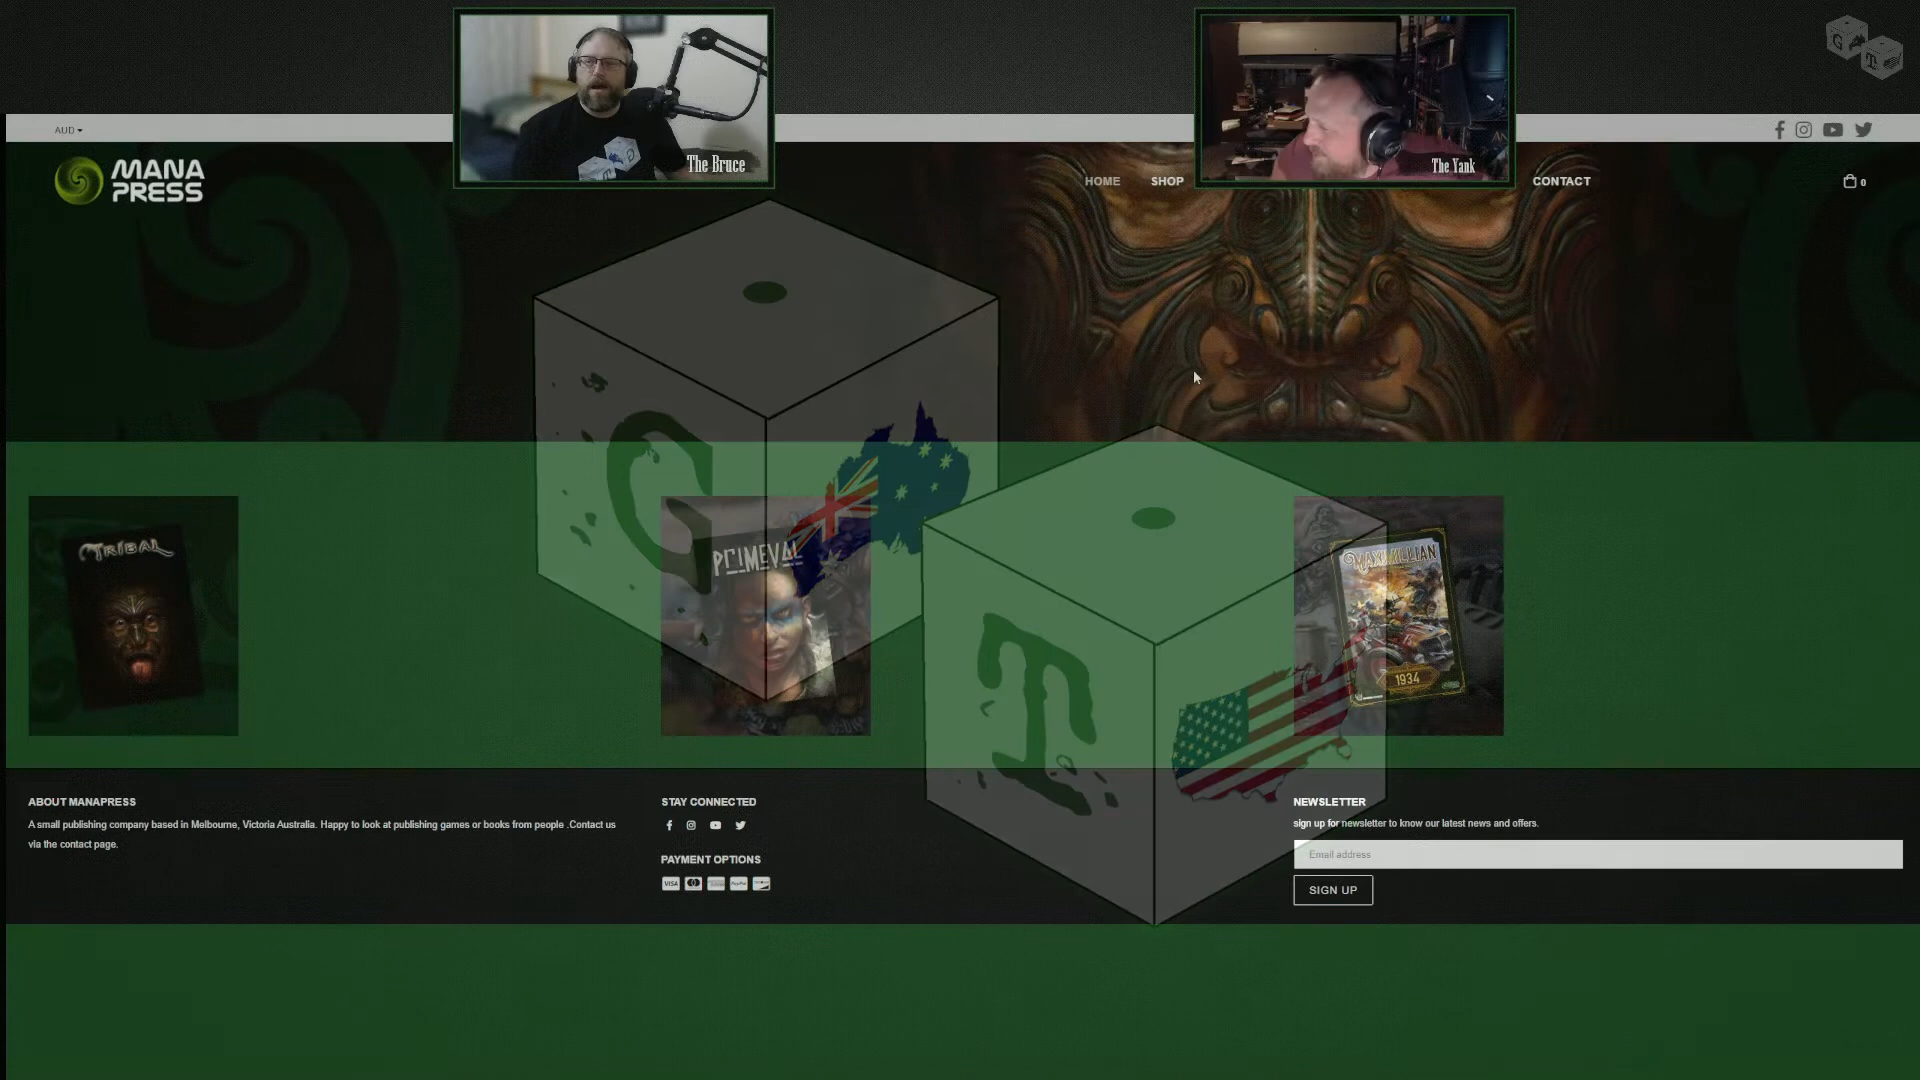 G
T
The Bruce
The Yank
AUD
MANA
PRESS
HOME
SHOP
CONTACT
0
G
T
TRIBAL
PRIMEVAL
MAXIMILLIAN
1934
ABOUT MANAPRESS
A small publishing company based in Melbourne, Victoria Australia. Happy to look at publishing games or books from people .Contact us
via the contact page.
STAY CONNECTED
PAYMENT OPTIONS
VISA
PayPal
NEWSLETTER
sign up for newsletter to know our latest news and offers.
Email address
SIGN UP